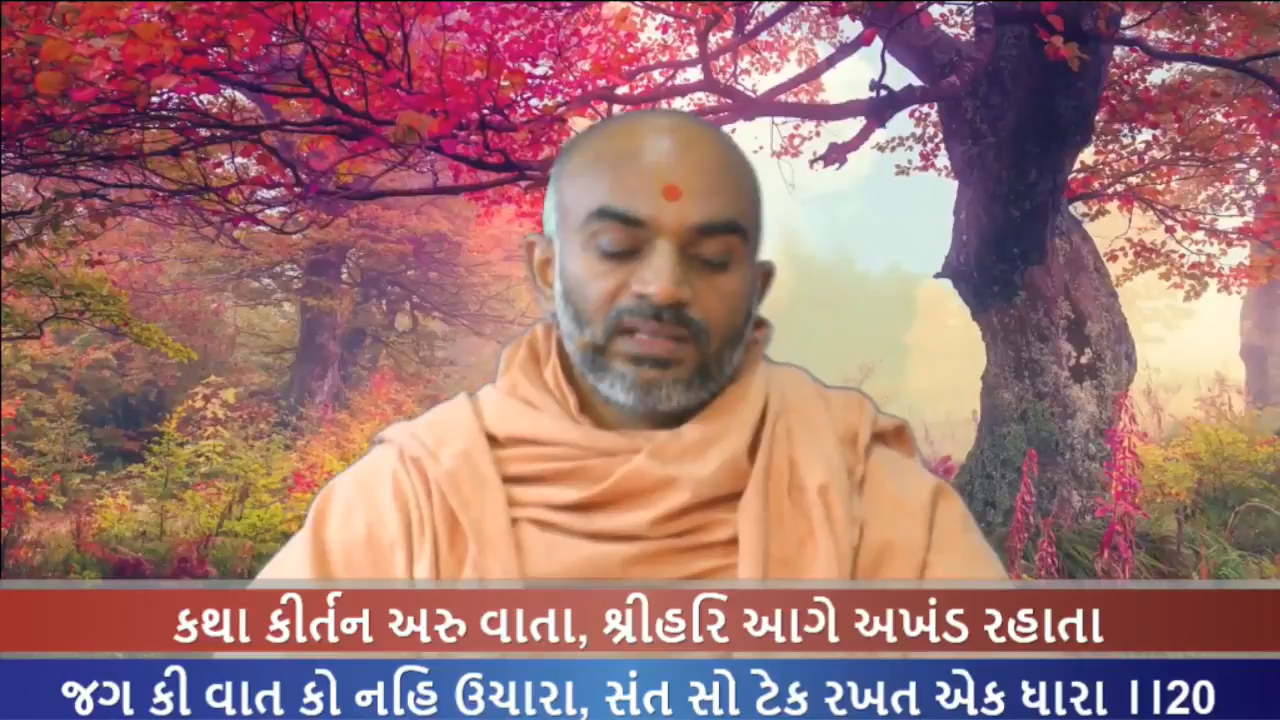 કથા કીર્તન અરુ વાતા, શ્રીહરિ આગે અખંડ રહાતા
જગ કી વાત કો નહિ ઉચારા, સંત સો ટેક રખત એક ધારા ।।20